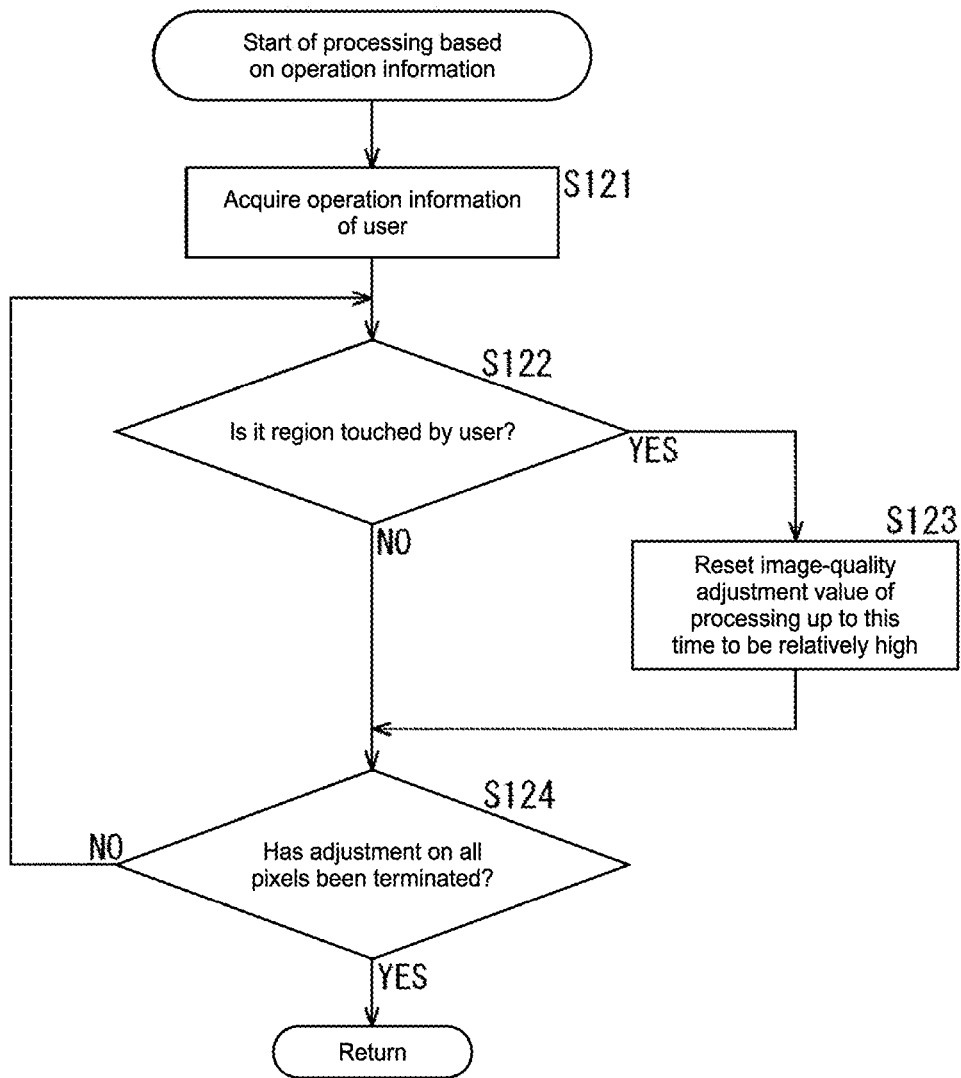 Start of processing based
on operation information
S121
Acquire operation information
of user
S122
Is it region touched by user?
YES
NO
S123
Reset image-quality
adjustment value of
processing up to this
time to be relatively high
S124
NO
Has adjustment on all
pixels been terminated?
YES
Return